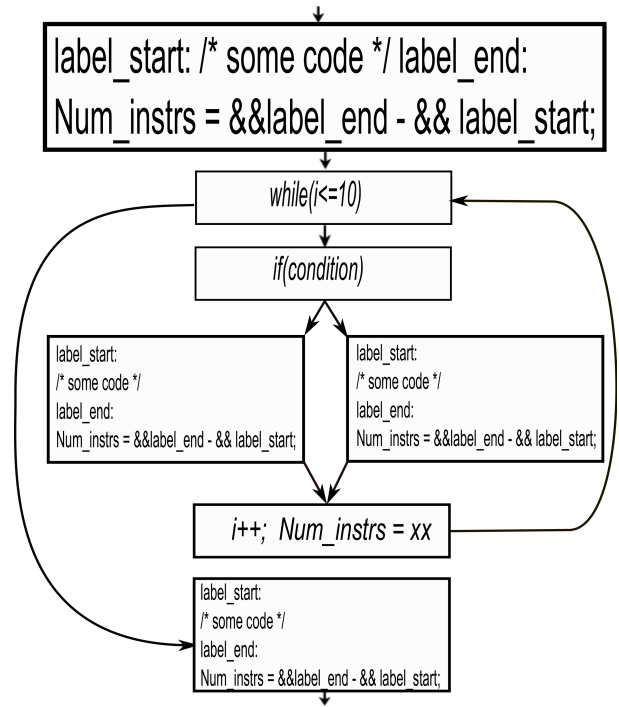 label_start: /* some code */ label_end:
Num_instrs = &&label_end - && label_start;
while(i<=10)
if(condition)
label_start:
/* some code */
label_end:
Num_instrs = &&label_end - && label_start;
label_start:
/* some code */
label_end:
Num_instrs = &&label_end - && label_start;
i++; Num_instrs = xx
label_start:
/* some code */
label_end:
Num_instrs = &&label_end - && label_start;